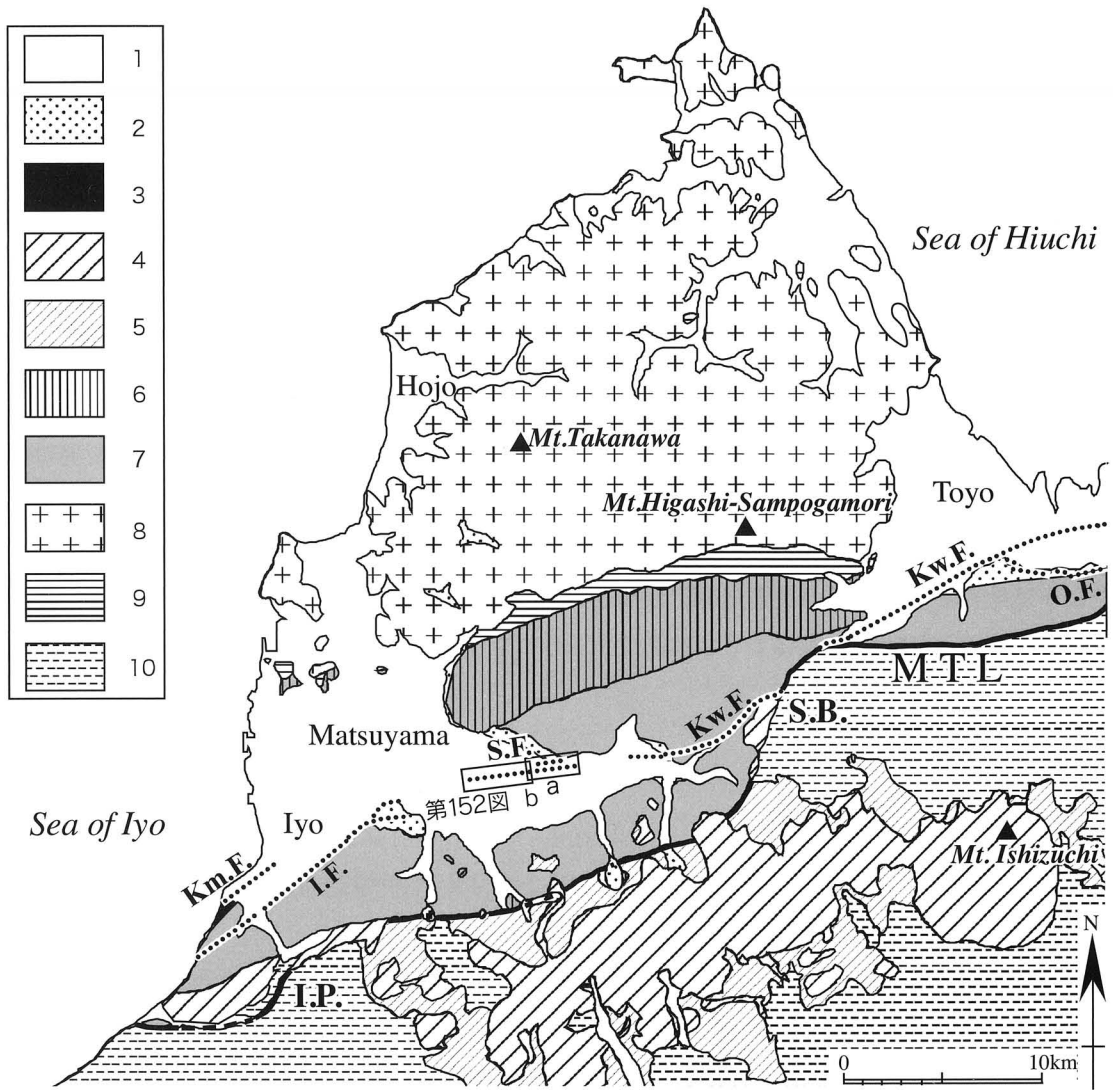 1
2
3
4
5
6
7
8
9
10
Sea of Hiuchi
Hojo
Mt.Takanawa
Toyo
Mt.Higashi-Sampogamori
Kw.F.
O.F.
MTL
S.B.
Kw.F.
Matsuyama
S.F.
第152図 b a
Sea of Iyo
Iyo
Mt. Ishizuchi
Km.F.
I.F.
I.P.
N
0 10km